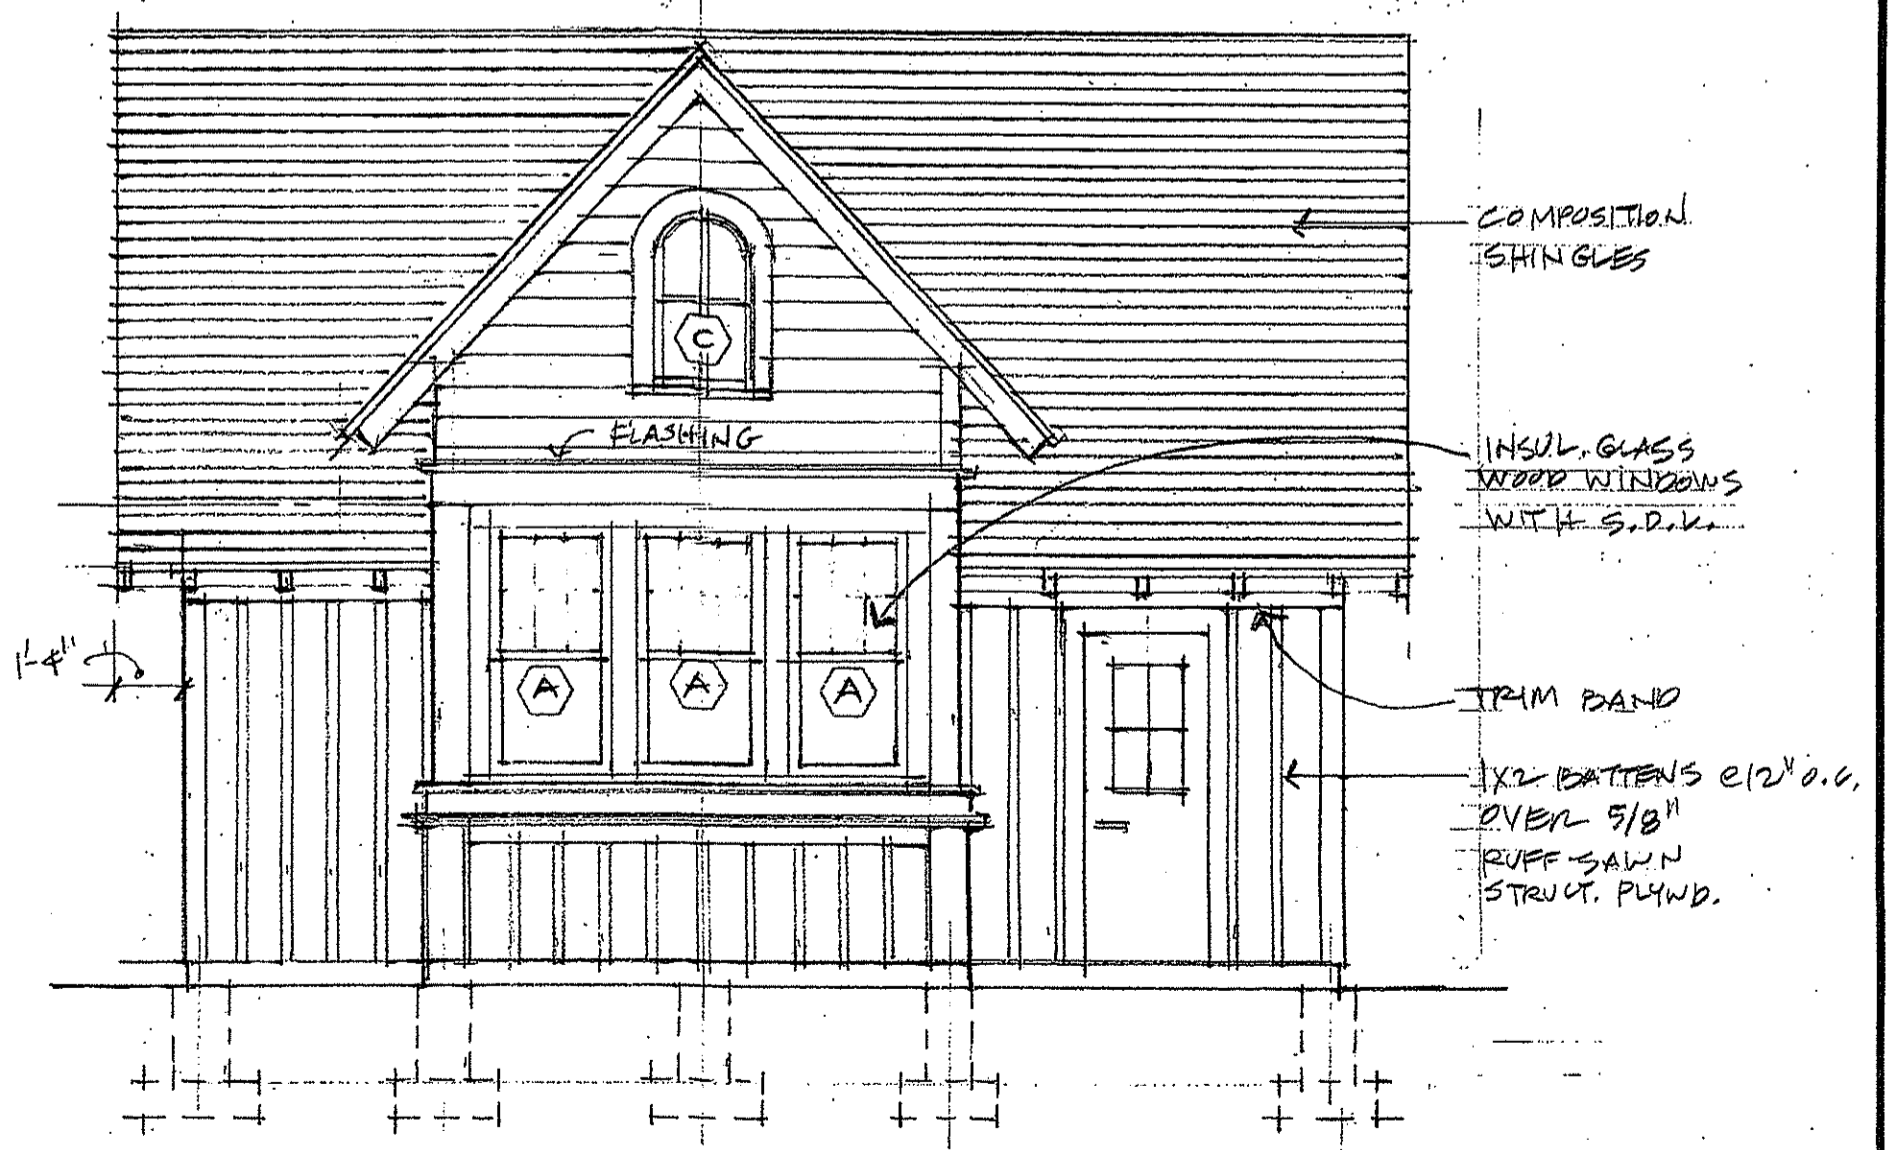 COMPOSITION
SHINGLES
C
FLASHING
INSUL. GLASS
WOOD WINDOWS
WITH S.D.L.
1'-4"
A
A
A
TRIM BAND
1X2 BATTENS @12" O.C.
OVER 5/8"
RUFF-SAWN
STRUCT. PLYWD.